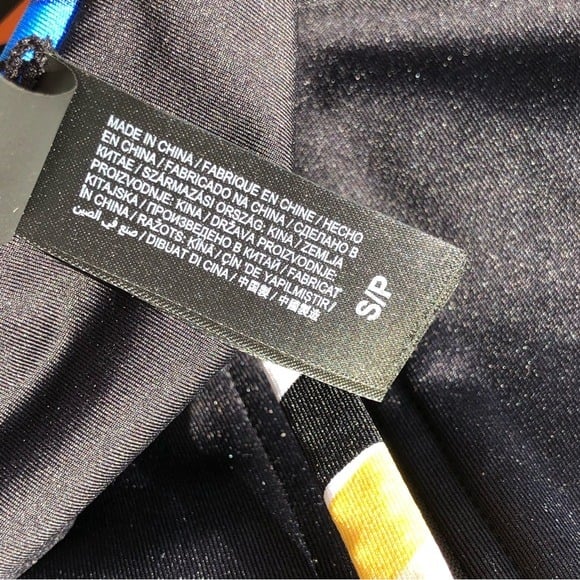 MADE IN CHINA / FABRIQUE EN CHINE / HECHO
EN CHINA / FABRICADO NA CHINA / СДЕЛАНО В
КИТАЕ / SZÁRMAZÁSI ORSZÁG: KÍNA / ZEMLJA
PROIZVODNJE: KINA / DRŽAVA PROIZVODNJE:
KITAJSKA / ПРОИЗВЕДЕНО В КИТАЙ / FABRICAT
ÎN CHINA / RAŽOTS: ĶĪNĀ / ÇİN 'DE YAPILMIŞTIR /
صنع في الصين / DIBUAT DI CINA / 中国製 / 中國製造
S/P